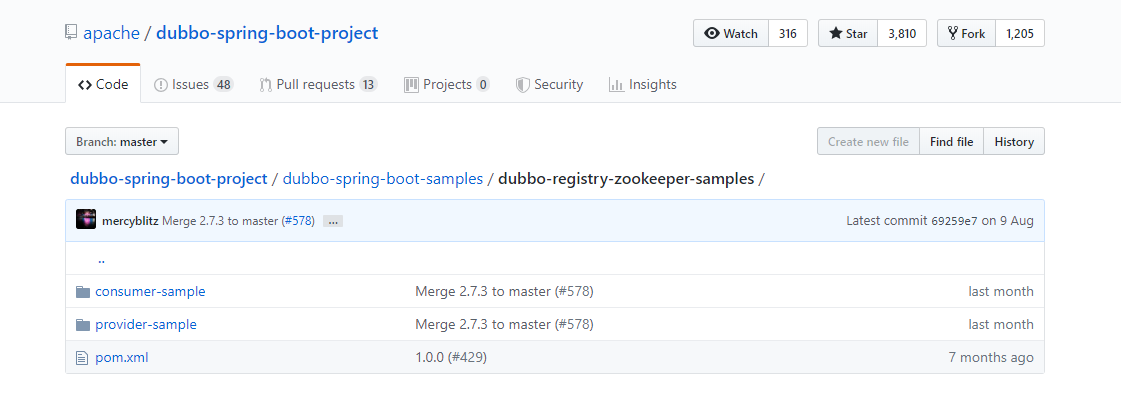 apache / dubbo-spring-boot-project Watch 316 Star 3,810 Fork 1,205
Code Issues 48 Pull requests 13 Projects 0 Security Insights
Branch: master Create new file Find file History
dubbo-spring-boot-project / dubbo-spring-boot-samples / dubbo-registry-zookeeper-samples /
mercyblitz Merge 2.7.3 to master (#578) ... Latest commit 69259e7 on 9 Aug
..
consumer-sample Merge 2.7.3 to master (#578) last month
provider-sample Merge 2.7.3 to master (#578) last month
pom.xml 1.0.0 (#429) 7 months ago